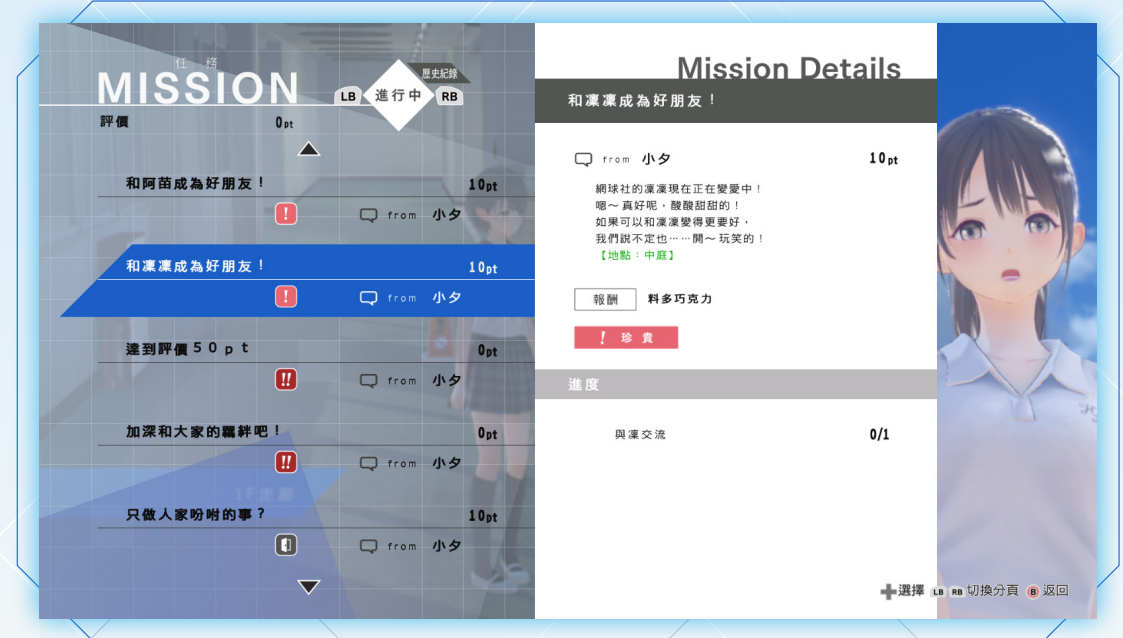 任務
MISSION
歷史紀錄
LB 進行中 RB
評價 0pt
和阿苗成為好朋友！ 10pt
! from 小夕
和凜凜成為好朋友！ 10pt
! from 小夕
達到評價50pt 0pt
!! from 小夕
加深和大家的羈絆吧！ 0pt
!! from 小夕
1F走廊
只做人家吩咐的事？ 10pt
from 小夕
Mission Details
和凜凜成為好朋友！
from 小夕 10pt
網球社的凜凜現在正在變愛中！
嗯～真好呢，酸酸甜甜的！
如果可以和凜凜變得更要好，
我們說不定也……開～玩笑的！
【地點：中庭】
報酬 料多巧克力
! 珍貴
進度
與凜交流 0/1
選擇 LB RB 切換分頁 B 返回